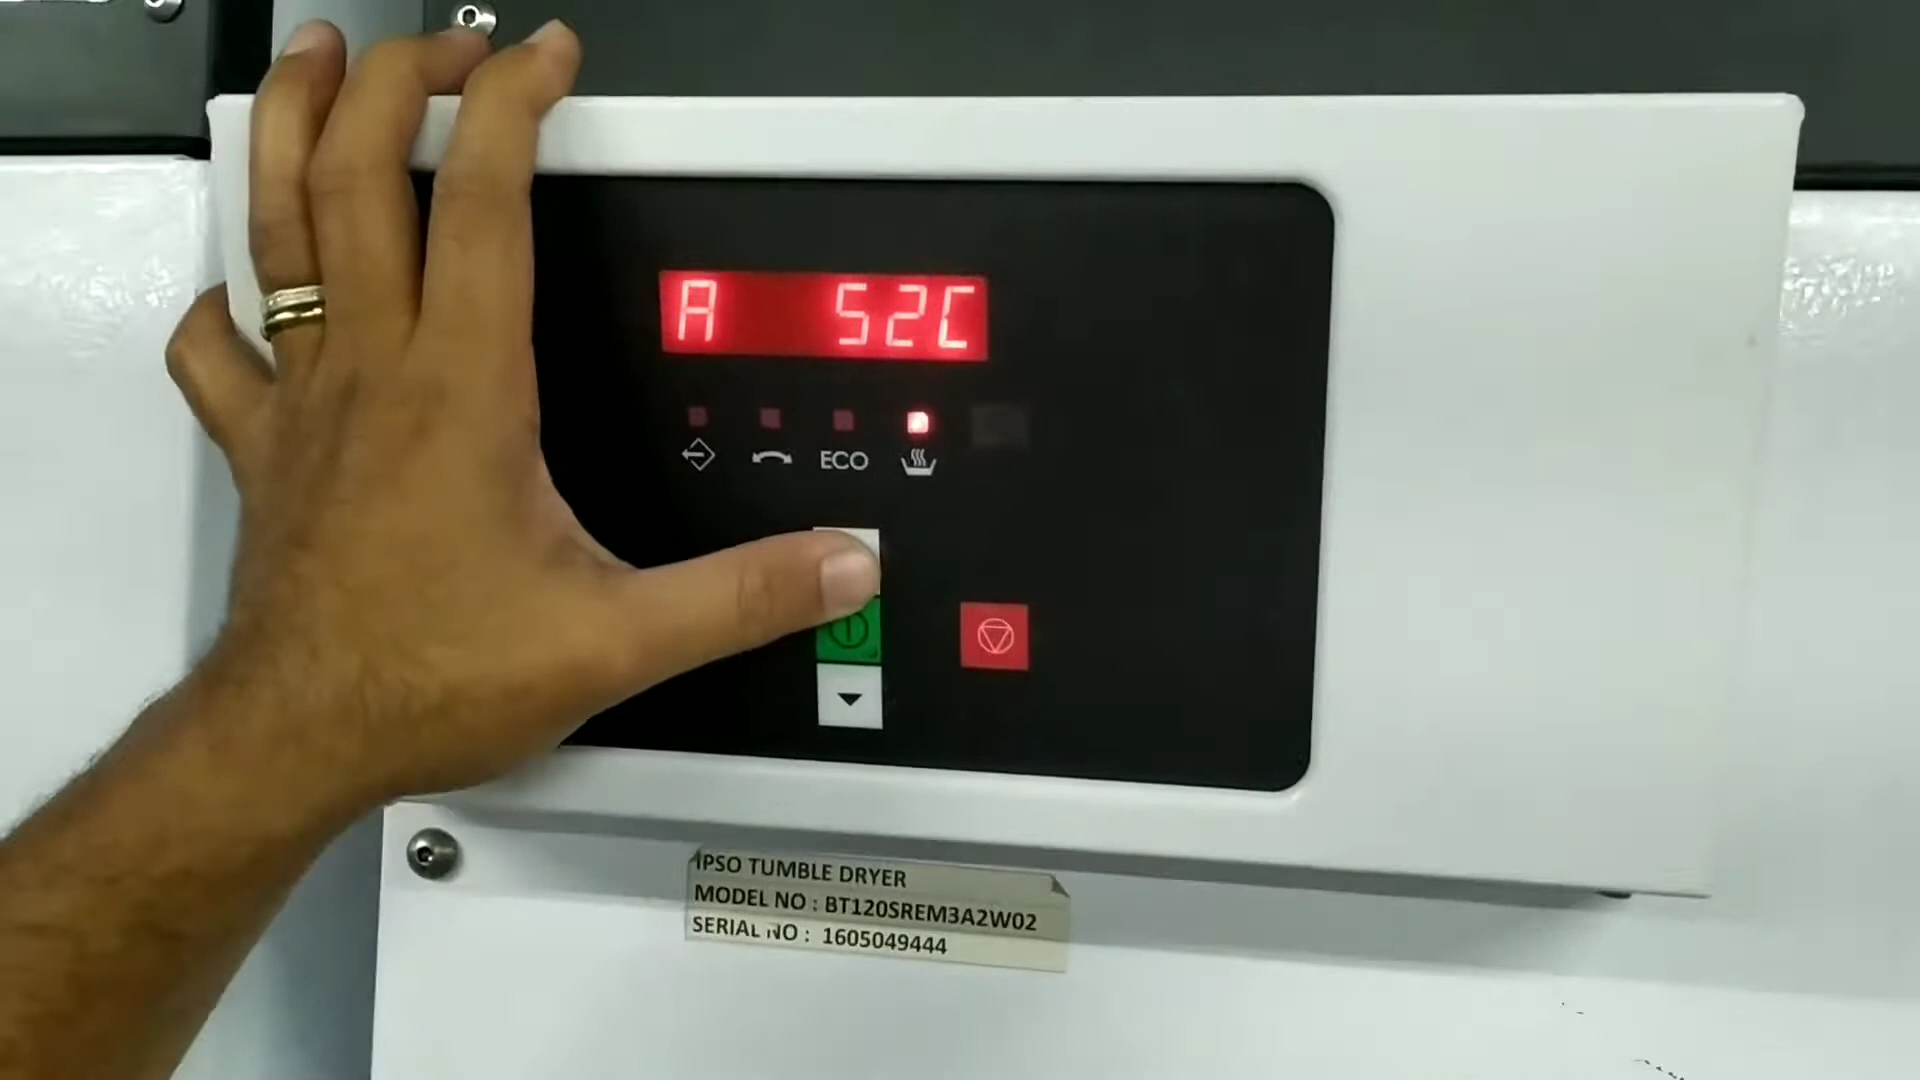 A 52C
ECO
IPSO TUMBLE DRYER
MODEL NO : BT120SREM3A2W02
SERIAL NO : 1605049444